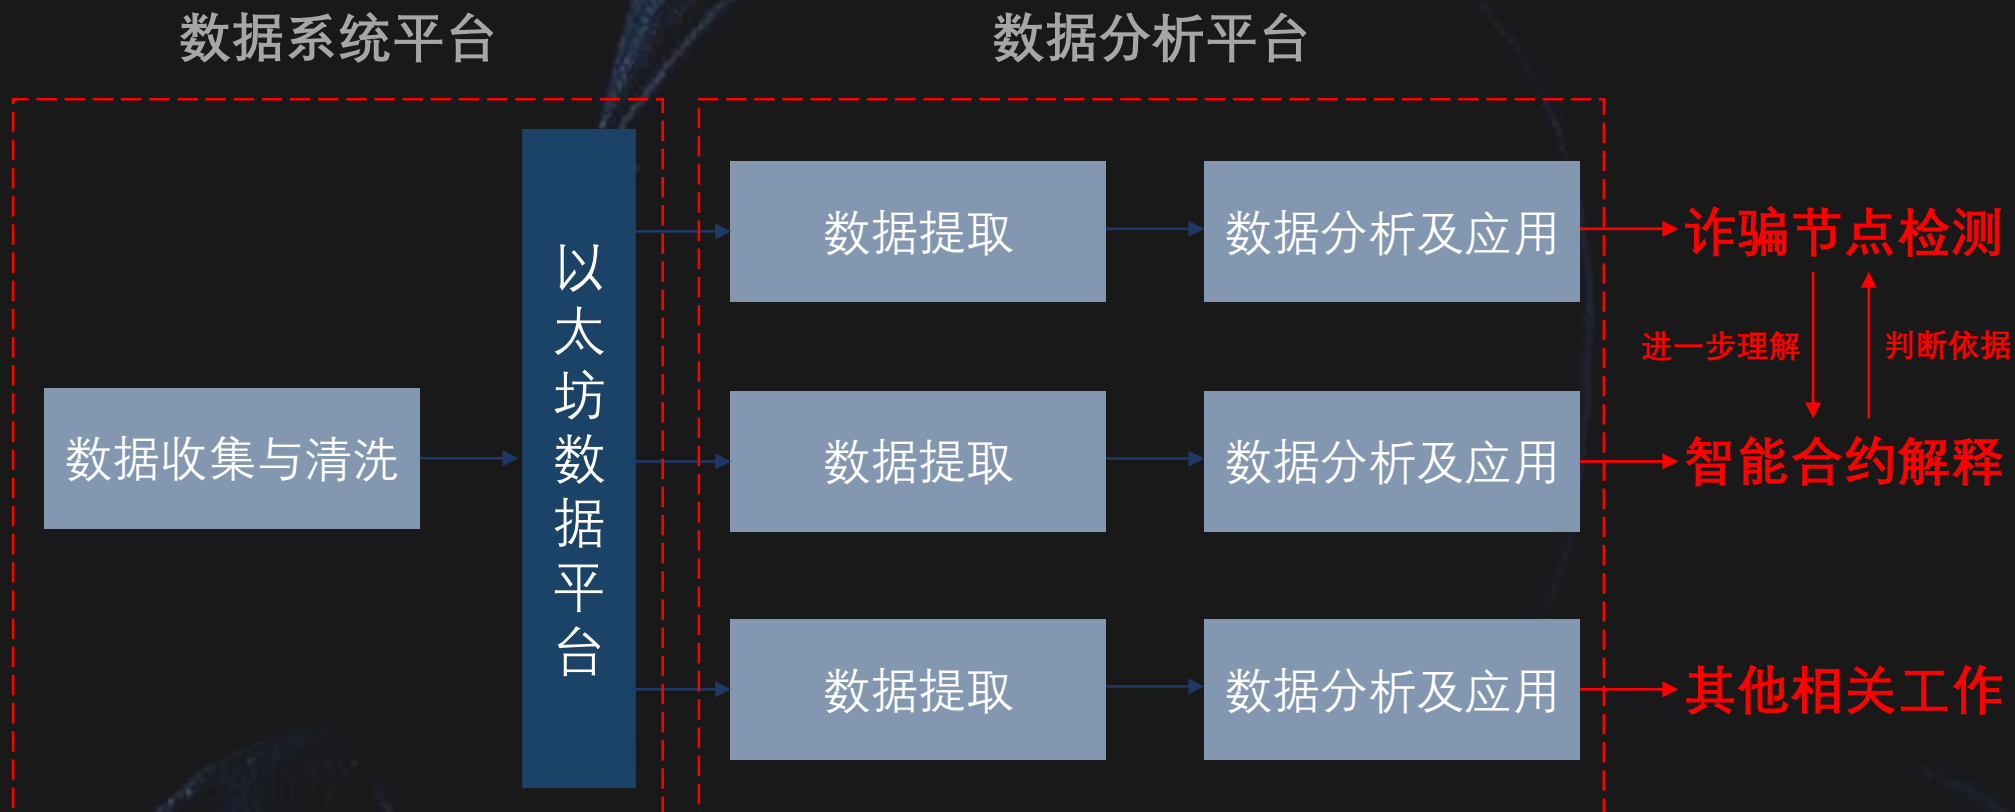 数据系统平台
数据分析平台
数据收集与清洗
以太坊数据平台
数据提取
数据分析及应用
诈骗节点检测
进一步理解
判断依据
数据提取
数据分析及应用
智能合约解释
数据提取
数据分析及应用
其他相关工作